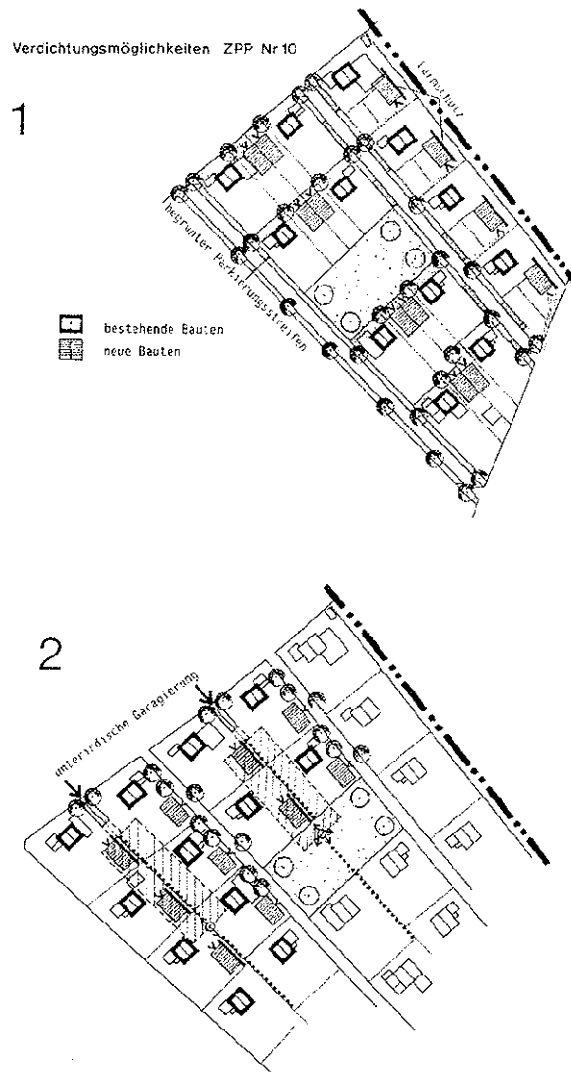 Verdichtungsmöglichkeiten ZPP Nr 10
1
Lärmschutz
begrünter Parkierungsstreifen
bestehende Bauten
neue Bauten
2
unterirdische Garagierung